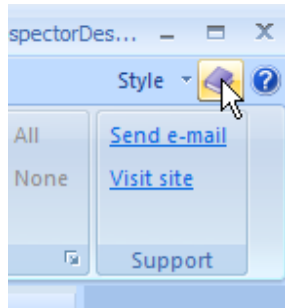 spectorDes...
Style
All
Send e-mail
None
Visit site
Support